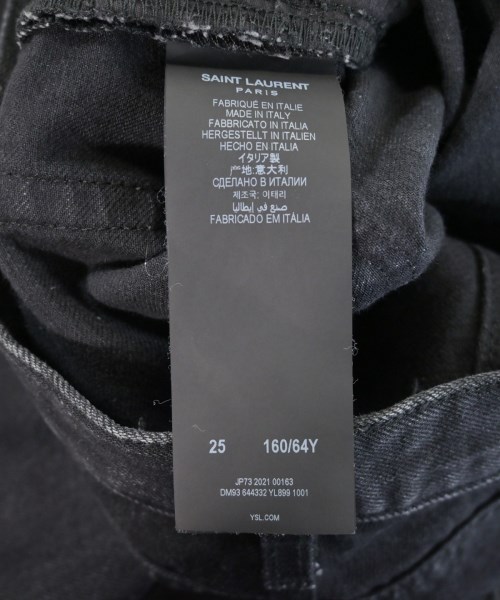 SAINT LAURENT
PARIS
FABRIQUÉ EN ITALIE
MADE IN ITALY
FABBRICATO IN ITALIA
HERGESTELLT IN ITALIEN
HECHO EN ITALIA
イタリア製
地:意大利
СДЕЛАНО В ИТАЛИИ
제조국: 이태리
صنع في إيطاليا
FABRICADO EM ITÁLIA
25 160/64Y
JP73 2021 00163
DM93 644332 YL899 1001
YSL.COM